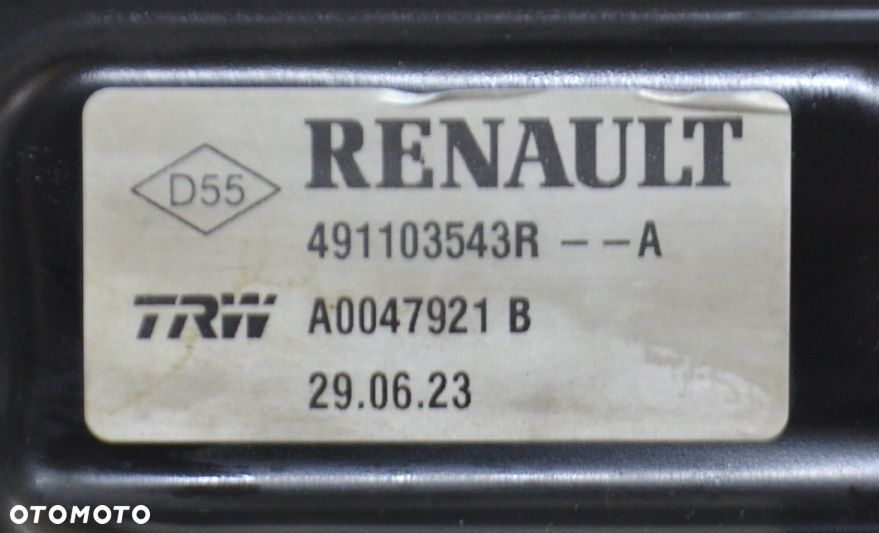 RENAULT
D55
491103543R - - A
TRW A0047921 B
29.06.23
OTOMOTO